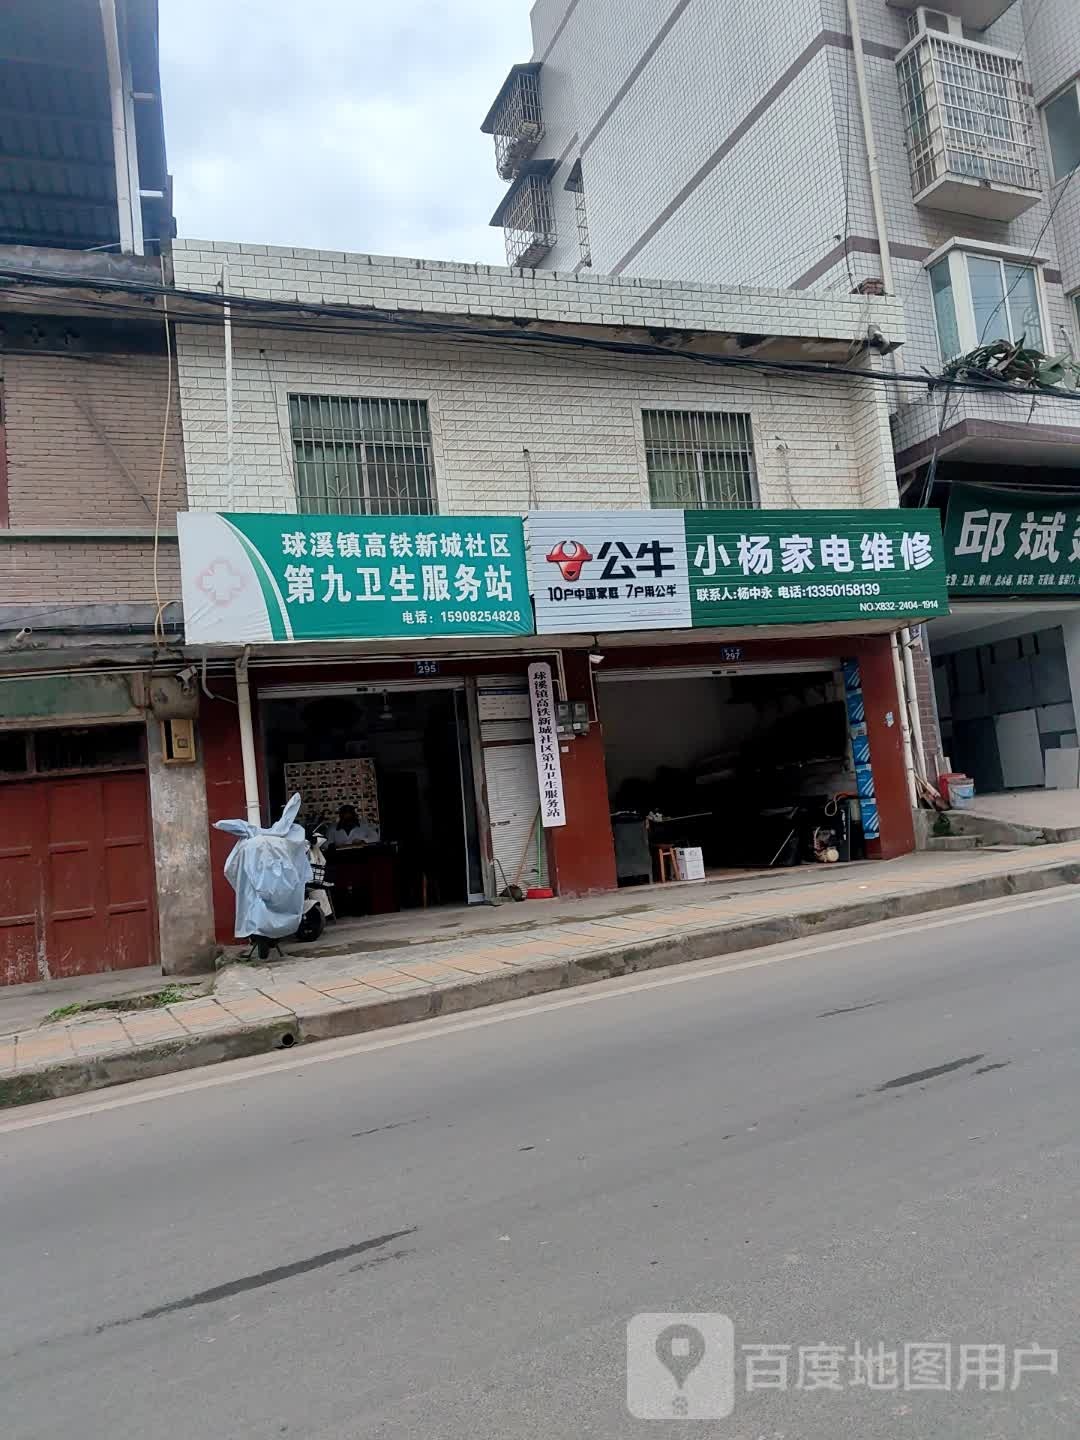 球溪镇高铁新城社区
第九卫生服务站
电话：15908254828
公牛
10户中国家庭 7户用公牛
小杨家电维修
联系人:杨中永 电话:13350158139
NO-X832-2404-1914
邱斌
295
297
球溪镇高铁新城社区第九卫生服务站
百度地图用户